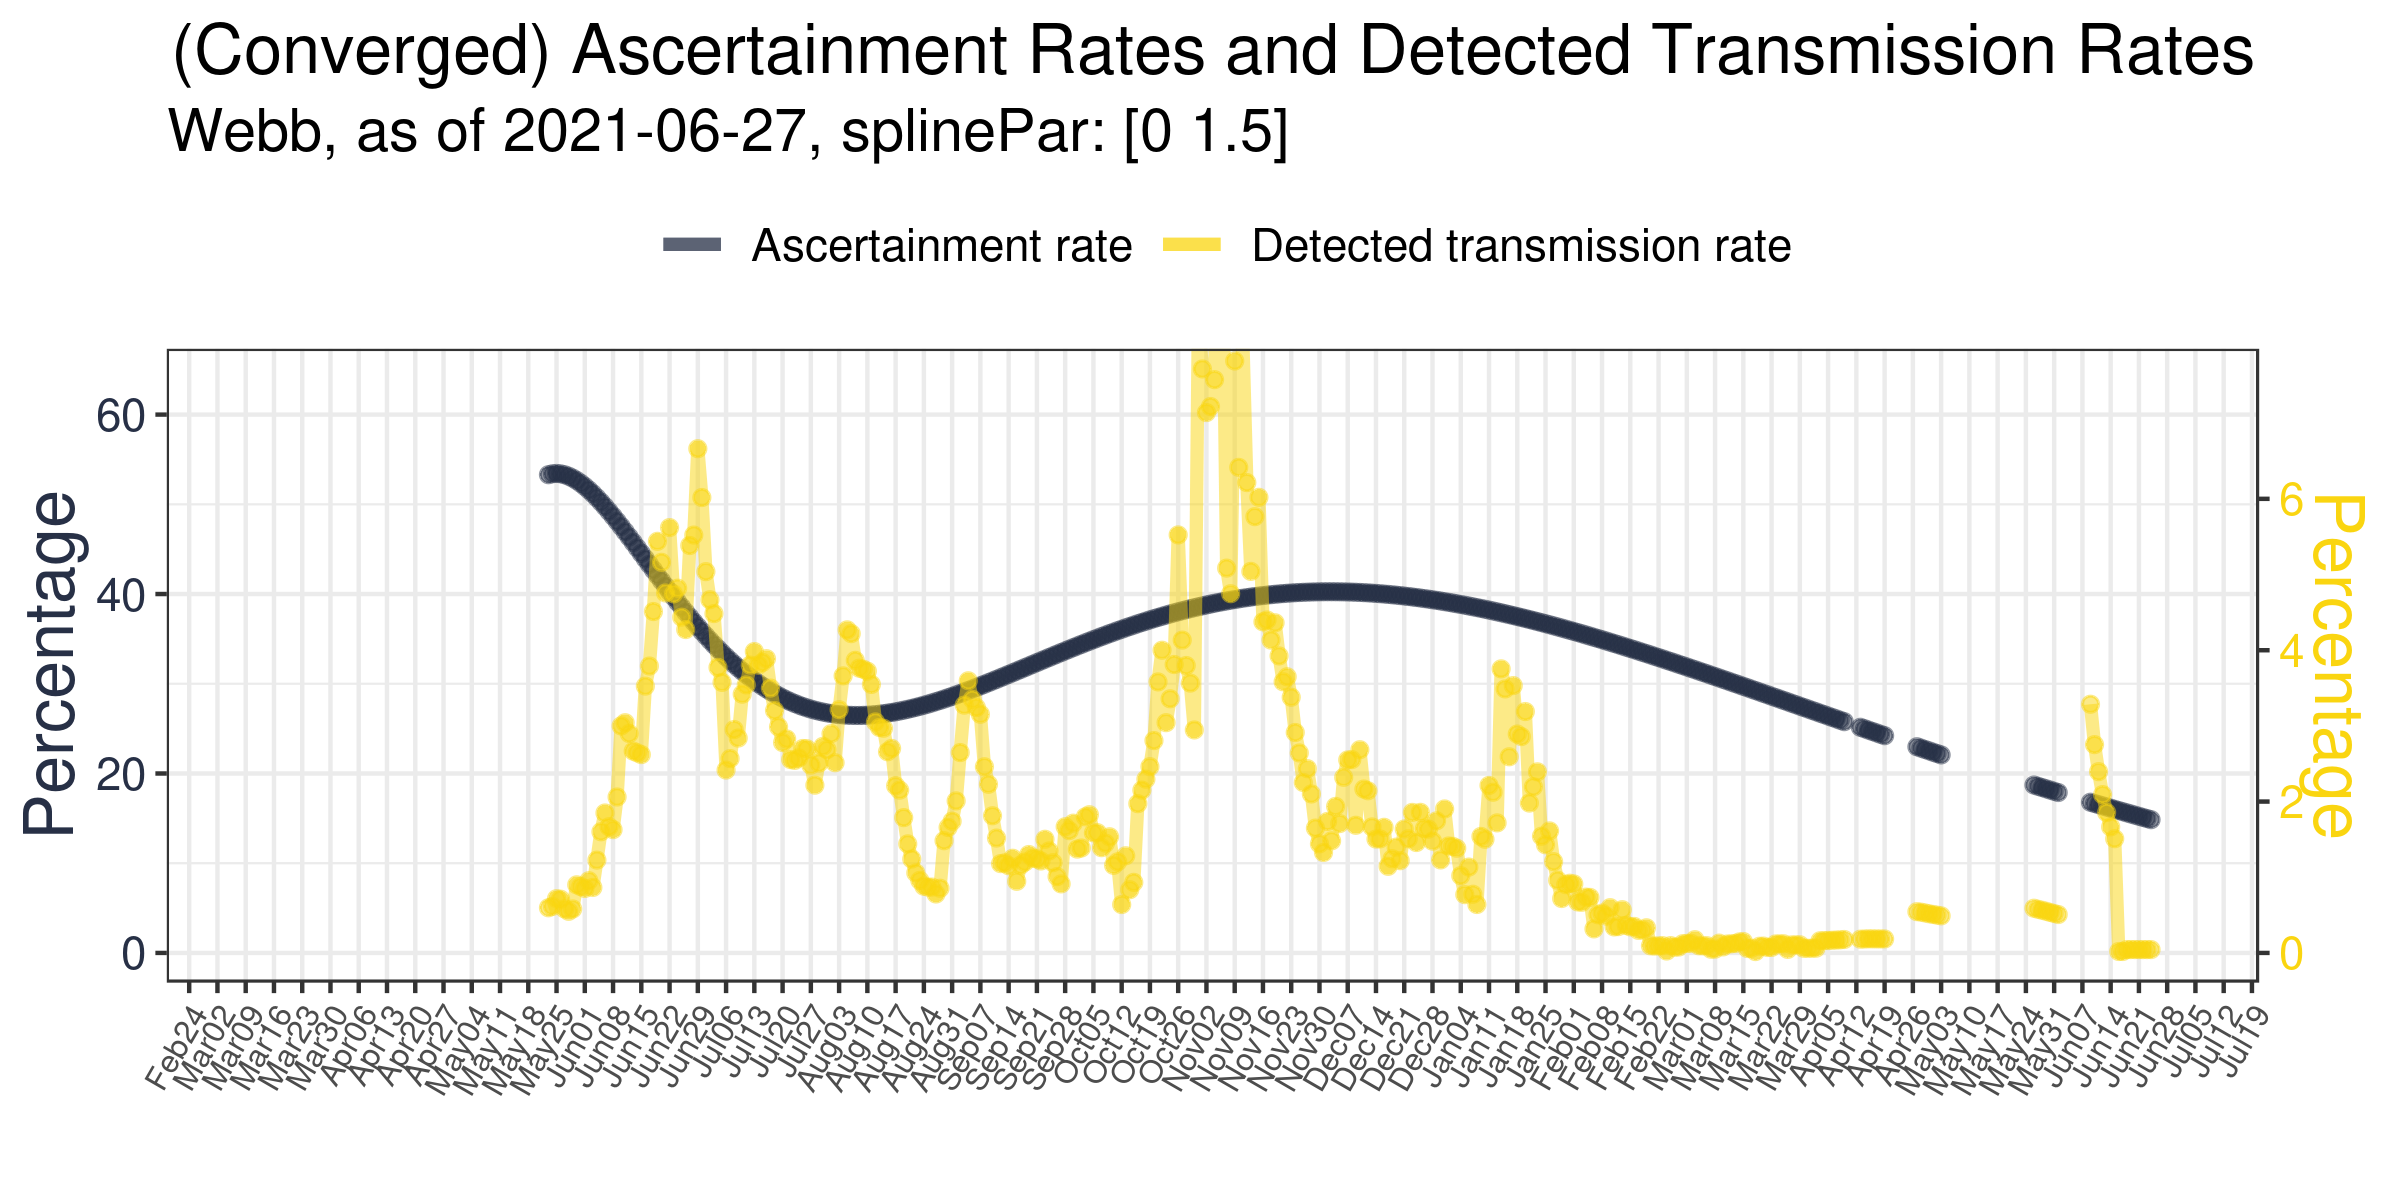 (Converged) Ascertainment Rates and Detected Transmission Rates
Webb, as of 2021-06-27, splinePar: [0 1.5]
Ascertainment rate Detected transmission rate
Percentage
60
40
20
0
6
4
2
0
Percentage
Feb24 Mar02 Mar09 Mar16 Mar23 Mar30 Apr06 Apr13 Apr20 Apr27 May04 May11 May18 May25 Jun01 Jun08 Jun15 Jun22 Jun29 Jul06 Jul13 Jul20 Jul27 Aug03 Aug10 Aug17 Aug24 Aug31 Sep07 Sep14 Sep21 Sep28 Oct05 Oct12 Oct19 Oct26 Nov02 Nov09 Nov16 Nov23 Nov30 Dec07 Dec14 Dec21 Dec28 Jan04 Jan11 Jan18 Jan25 Feb01 Feb08 Feb15 Feb22 Mar01 Mar08 Mar15 Mar22 Mar29 Apr05 Apr12 Apr19 Apr26 May03 May10 May17 May24 May31 Jun07 Jun14 Jun21 Jun28 Jul05 Jul12 Jul19